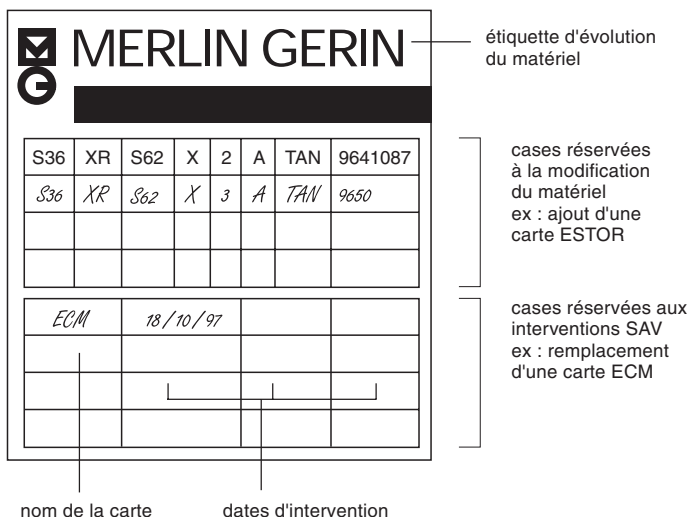 MERLIN GERIN
étiquette d'évolution
du matériel
S36 XR S62 X 2 A TAN 9641087
S36 XR S62 X 3 A TAN 9650
cases réservées
à la modification
du matériel
ex : ajout d'une
carte ESTOR
ECM 18/10/97
cases réservées aux
interventions SAV
ex : remplacement
d'une carte ECM
nom de la carte
dates d'intervention